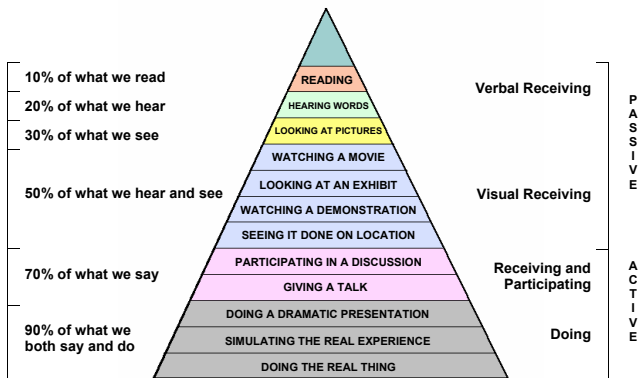 10% of what we read
20% of what we hear
30% of what we see
50% of what we hear and see
70% of what we say
90% of what we
both say and do
READING
HEARING WORDS
LOOKING AT PICTURES
WATCHING A MOVIE
LOOKING AT AN EXHIBIT
WATCHING A DEMONSTRATION
SEEING IT DONE ON LOCATION
PARTICIPATING IN A DISCUSSION
GIVING A TALK
DOING A DRAMATIC PRESENTATION
SIMULATING THE REAL EXPERIENCE
DOING THE REAL THING
Verbal Receiving
Visual Receiving
Receiving and
Participating
Doing
PASSIVE
ACTIVE